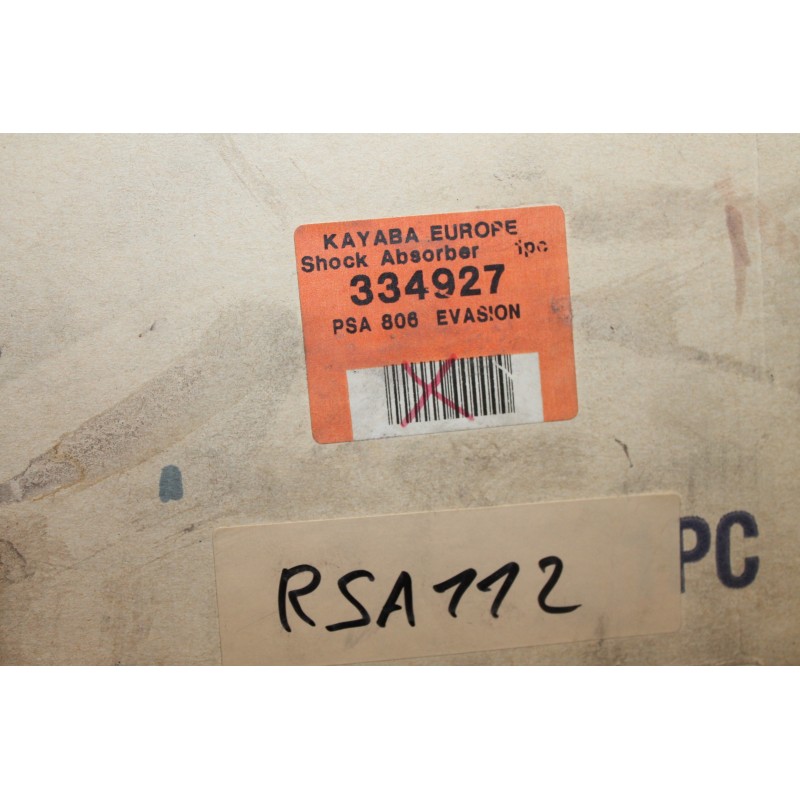 KAYABA EUROPE
Shock Absorber 1pc
334927
PSA 806 EVASION
PC
RSA112